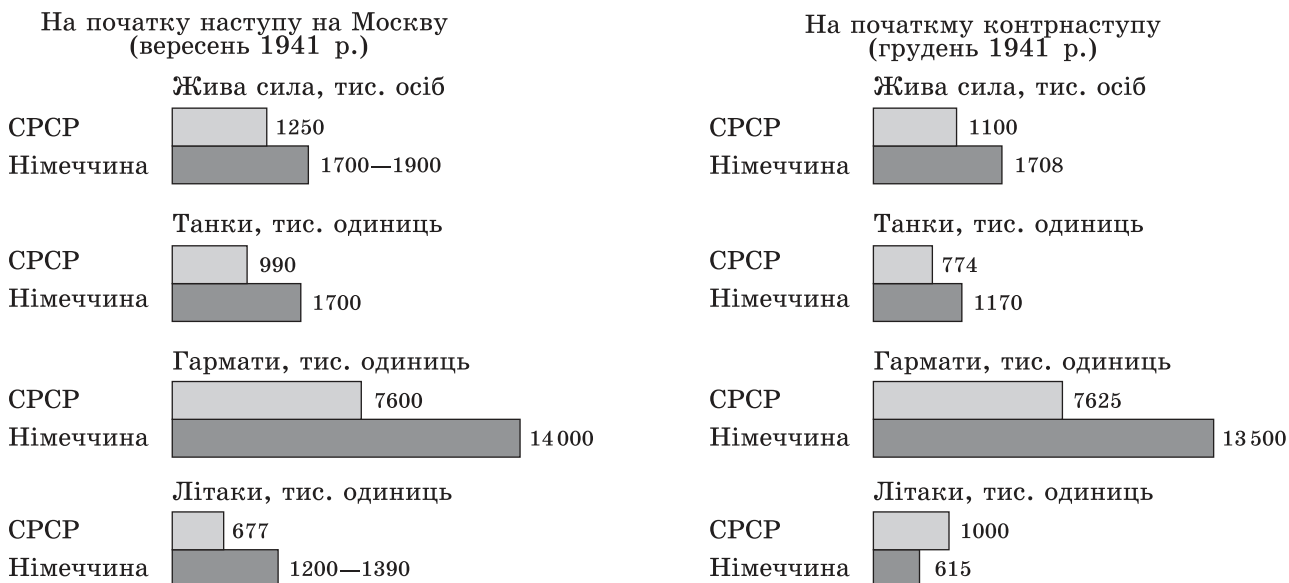 На початку наступу на Москву
(вересень 1941 р.)
Жива сила, тис. осіб
СРСР 1250
Німеччина 1700—1900
Танки, тис. одиниць
СРСР 990
Німеччина 1700
Гармати, тис. одиниць
СРСР 7600
Німеччина 14 000
Літаки, тис. одиниць
СРСР 677
Німеччина 1200—1390
На початкму контрнаступу
(грудень 1941 р.)
Жива сила, тис. осіб
СРСР 1100
Німеччина 1708
Танки, тис. одиниць
СРСР 774
Німеччина 1170
Гармати, тис. одиниць
СРСР 7625
Німеччина 13 500
Літаки, тис. одиниць
СРСР 1000
Німеччина 615